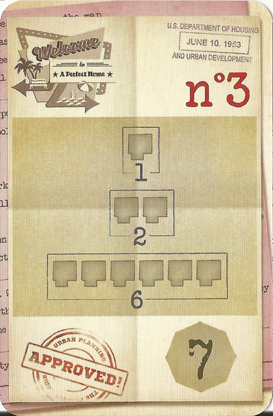 Welcome
to
A Perfect Home
U.S. DEPARTMENT OF HOUSING
JUNE 10. 1963
AND URBAN DEVELOPMENT
n°3
1
2
6
URBAN PLANNING
APPROVED!
7